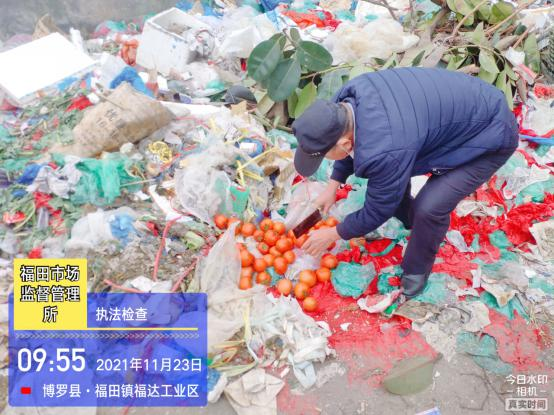 福田市场
监督管理
所
执法检查
09:55
2021年11月23日
博罗县·福田镇福达工业区
今日水印
相机
真实时间